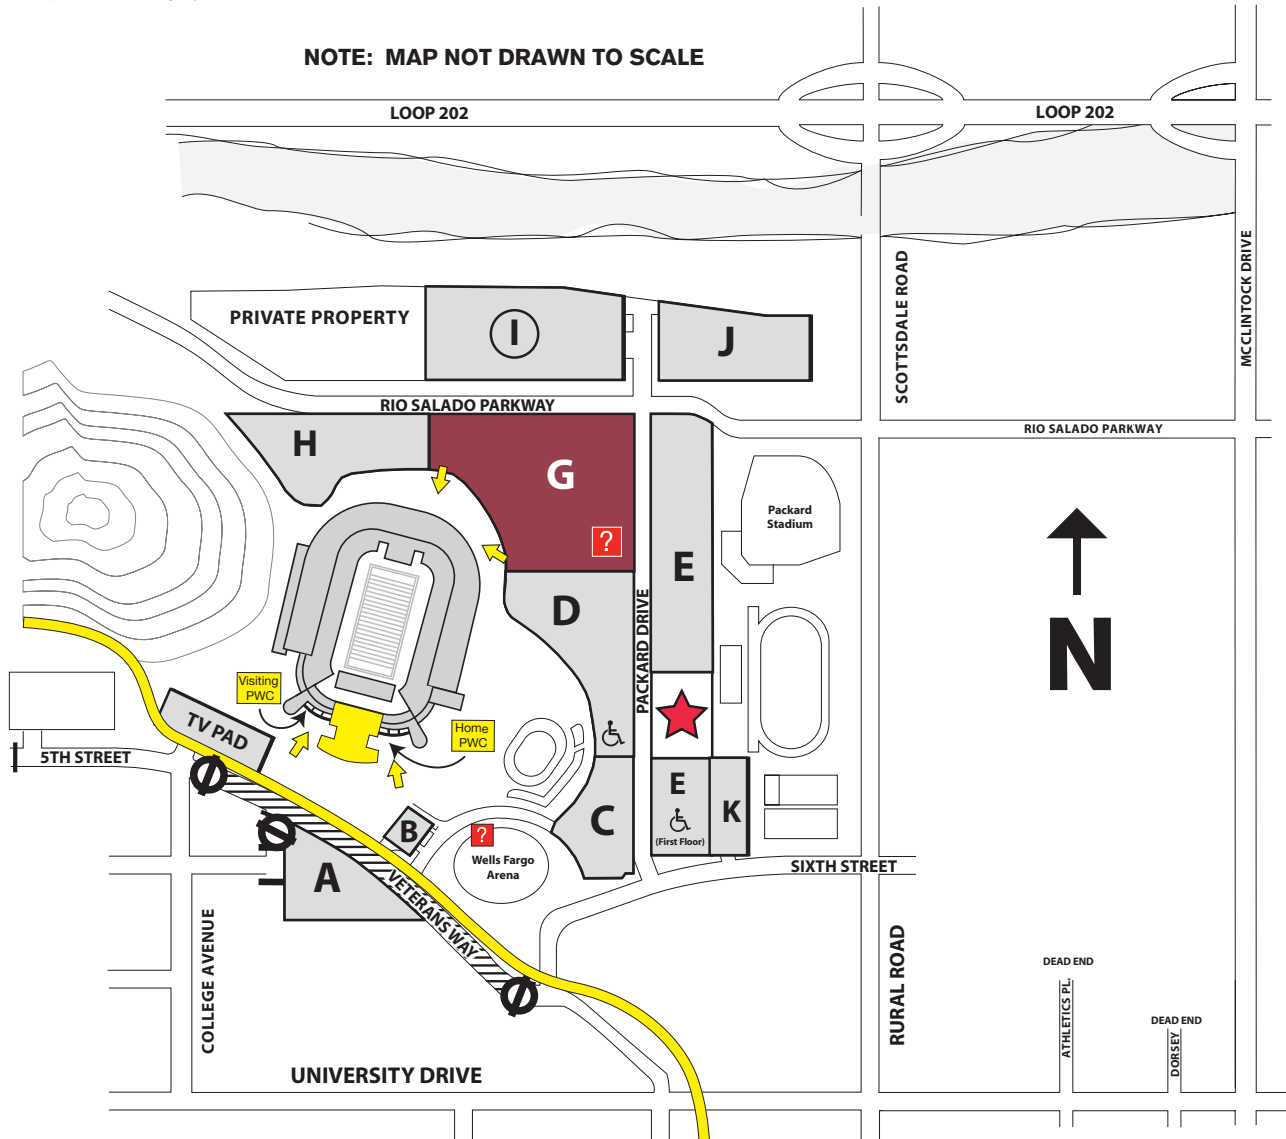 NOTE: MAP NOT DRAWN TO SCALE
LOOP 202
LOOP 202
SCOTTSDALE ROAD
MCCLINTOCK DRIVE
PRIVATE PROPERTY
I
J
RIO SALADO PARKWAY
RIO SALADO PARKWAY
H
G
?
Packard
Stadium
E
D
PACKARD DRIVE
N
Visiting
PWC
Home
PWC
TV PAD
5TH STREET
E
(First Floor)
K
C
B
?
Wells Fargo
Arena
SIXTH STREET
A
VETERANS WAY
COLLEGE AVENUE
RURAL ROAD
DEAD END
ATHLETICS PL.
DEAD END
DORSEY
UNIVERSITY DRIVE